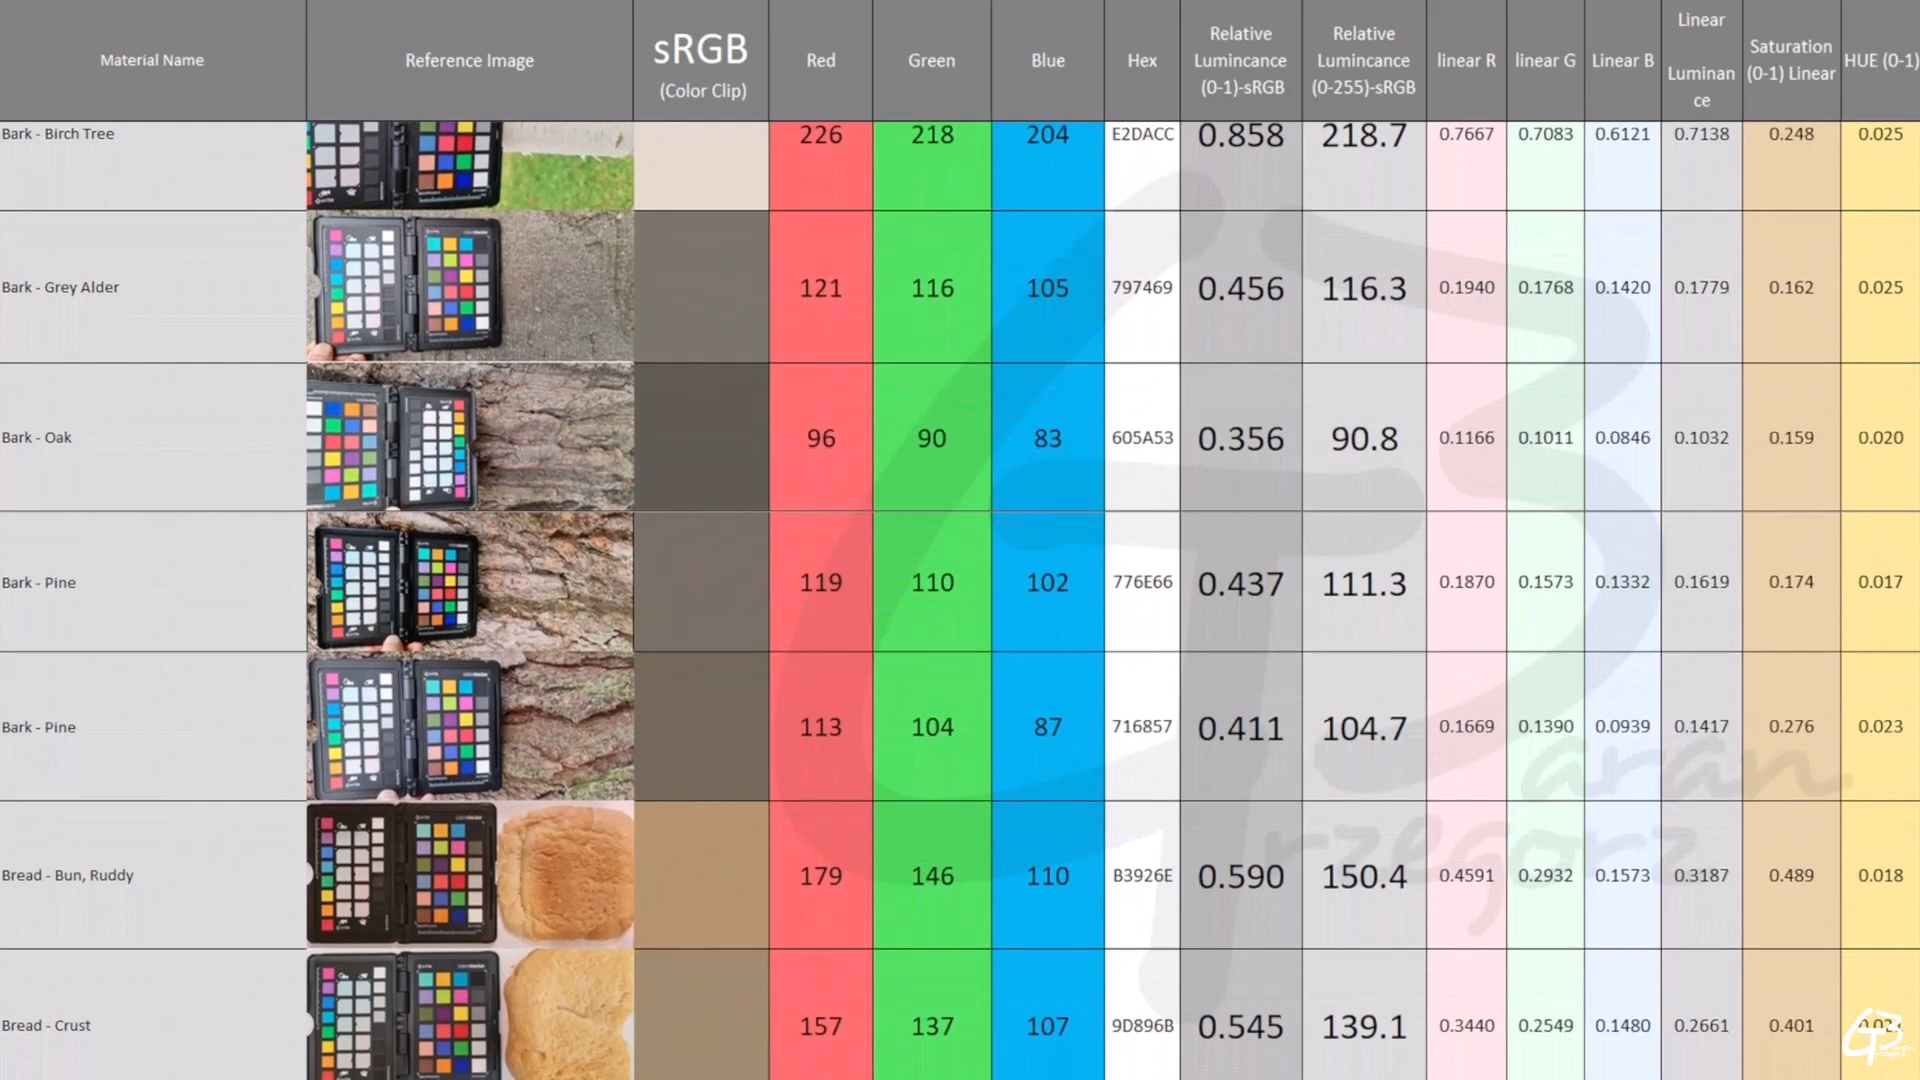 Material Name Reference Image sRGB (Color Clip) Red Green Blue Hex Relative Lumincance (0-1)-sRGB Relative Lumincance (0-255)-sRGB linear R linear G Linear B Linear Luminan ce Saturation (0-1) Linear HUE (0-1)
Bark - Birch Tree 226 218 204 E2DACC 0.858 218.7 0.7667 0.7083 0.6121 0.7138 0.248 0.025
Bark - Grey Alder 121 116 105 797469 0.456 116.3 0.1940 0.1768 0.1420 0.1779 0.162 0.025
Bark - Oak 96 90 83 605A53 0.356 90.8 0.1166 0.1011 0.0846 0.1032 0.159 0.020
Bark - Pine 119 110 102 776E66 0.437 111.3 0.1870 0.1573 0.1332 0.1619 0.174 0.017
Bark - Pine 113 104 87 716857 0.411 104.7 0.1669 0.1390 0.0939 0.1417 0.276 0.023
aran
rzegorz
Bread - Bun, Ruddy 179 146 110 B3926E 0.590 150.4 0.4591 0.2932 0.1573 0.3187 0.489 0.018
Bread - Crust 157 137 107 9D896B 0.545 139.1 0.3440 0.2549 0.1480 0.2661 0.401